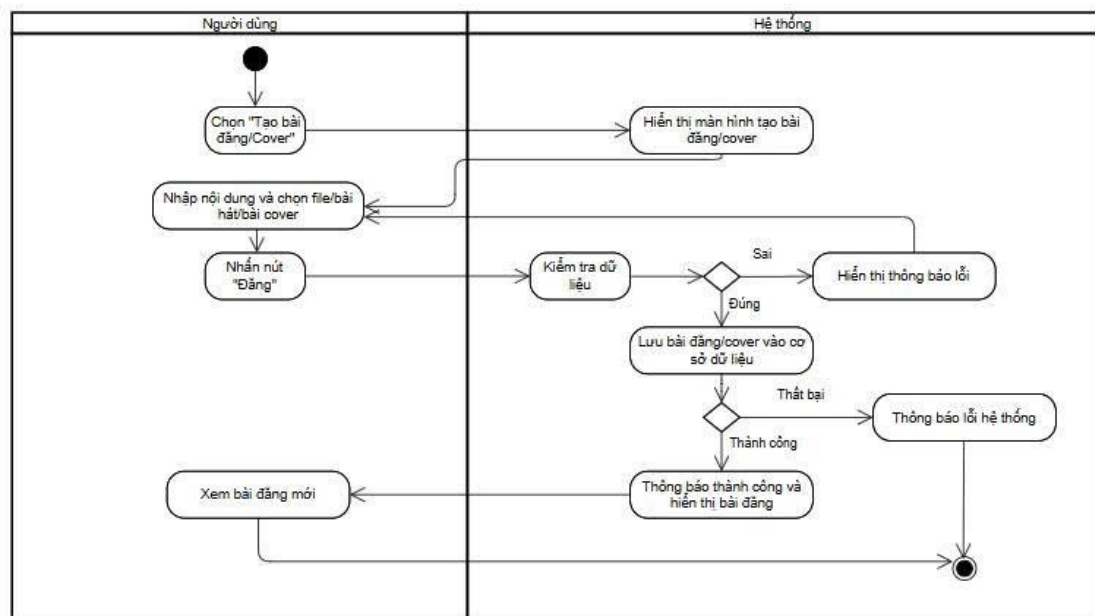 Người dùng
Hệ thống
Chọn "Tạo bài
đăng/Cover"
Hiển thị màn hình tạo bài
đăng/cover
Nhập nội dung và chọn file/bài
hát/bài cover
Nhấn nút
"Đăng"
Kiểm tra dữ
liệu
Sai
Hiển thị thông báo lỗi
Đúng
Lưu bài đăng/cover vào cơ
sở dữ liệu
Thất bại
Thông báo lỗi hệ thống
Thành công
Xem bài đăng mới
Thông báo thành công và
hiển thị bài đăng